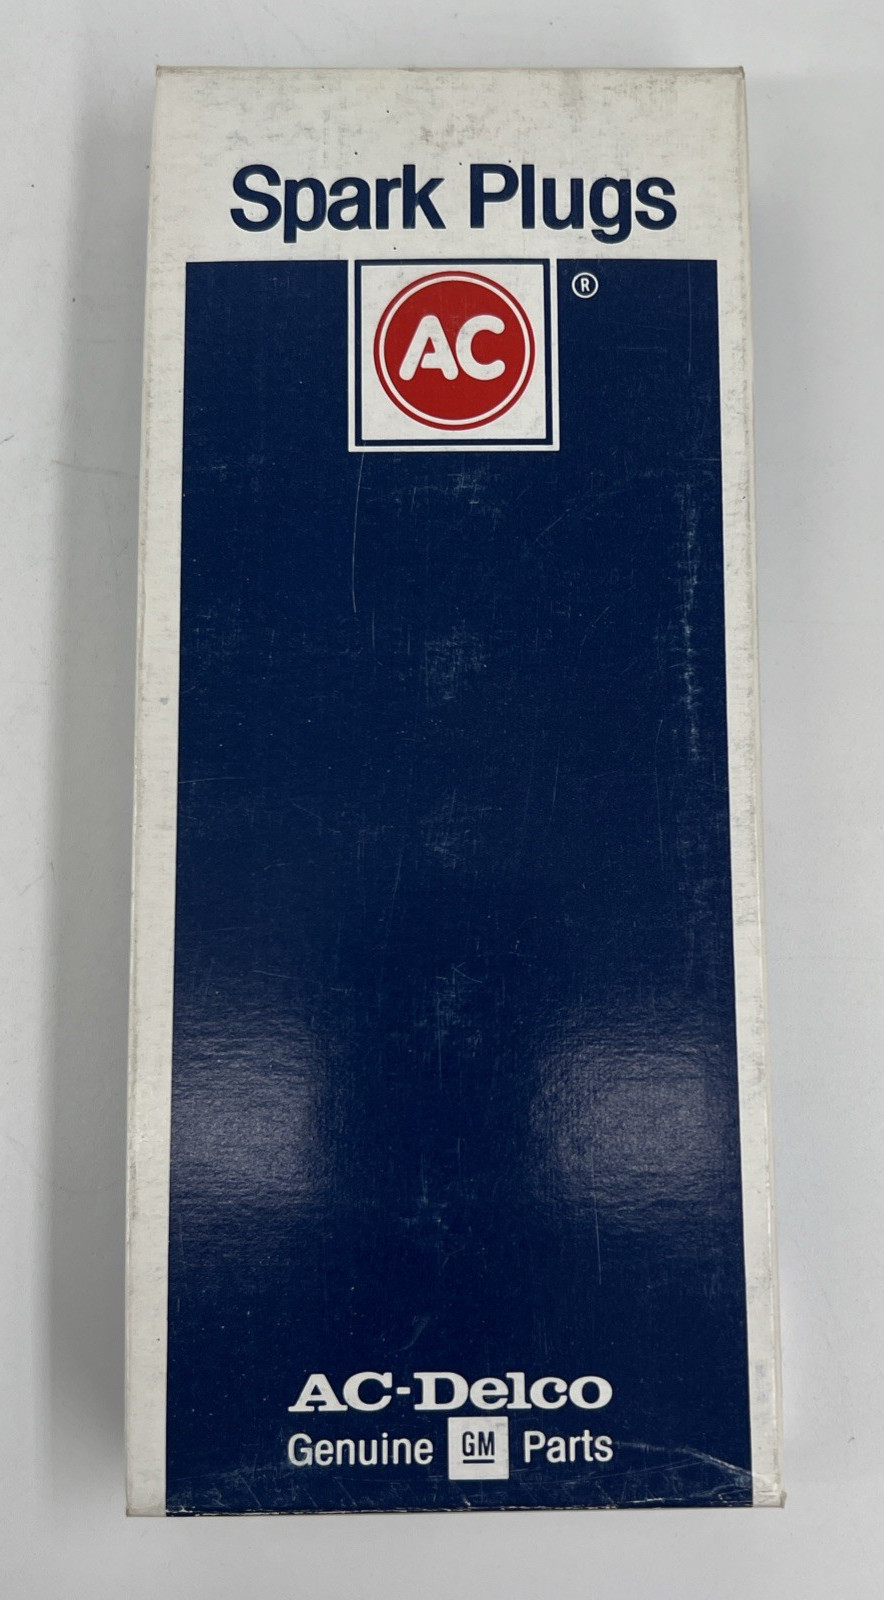 Spark Plugs
AC ®
AC-Delco
Genuine GM Parts